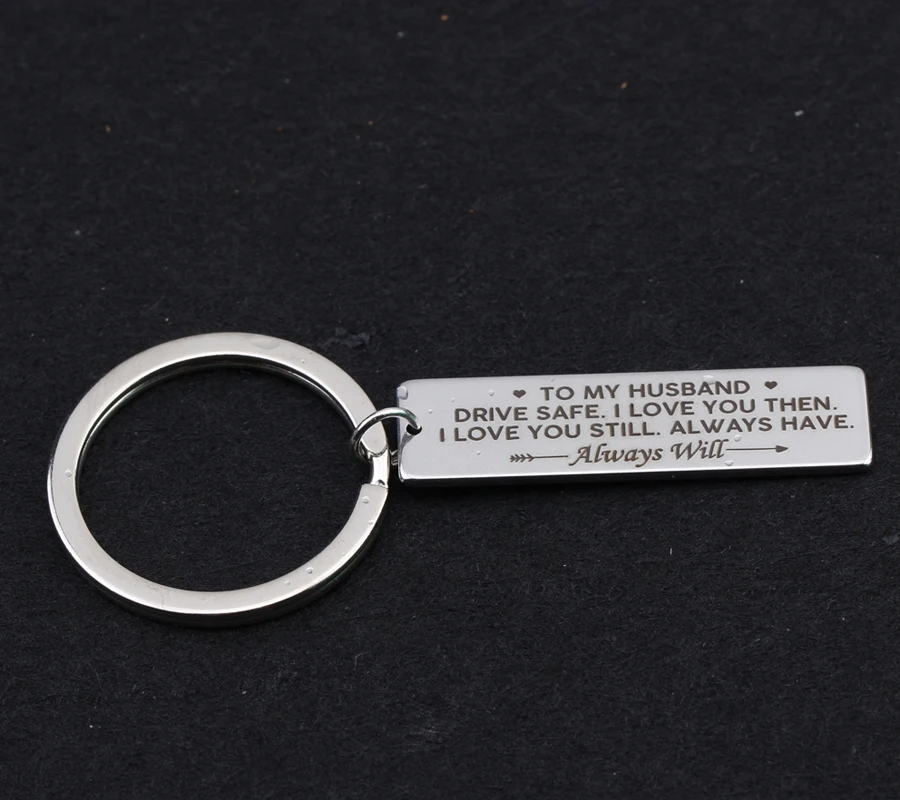 TO MY HUSBAND
DRIVE SAFE. I LOVE YOU THEN.
I LOVE YOU STILL. ALWAYS HAVE.
Always Will